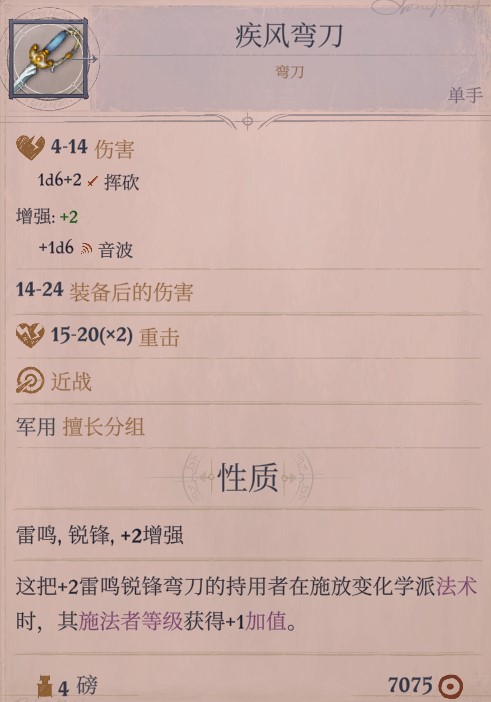 疾风弯刀
弯刀
单手
4-14 伤害
1d6+2 挥砍
增强: +2
+1d6 音波
14-24 装备后的伤害
15-20(×2) 重击
近战
军用 擅长分组
性质
雷鸣, 锐锋, +2增强
这把+2雷鸣锐锋弯刀的持用者在施放变化学派法术
时，其施法者等级获得+1加值。
4 磅
7075